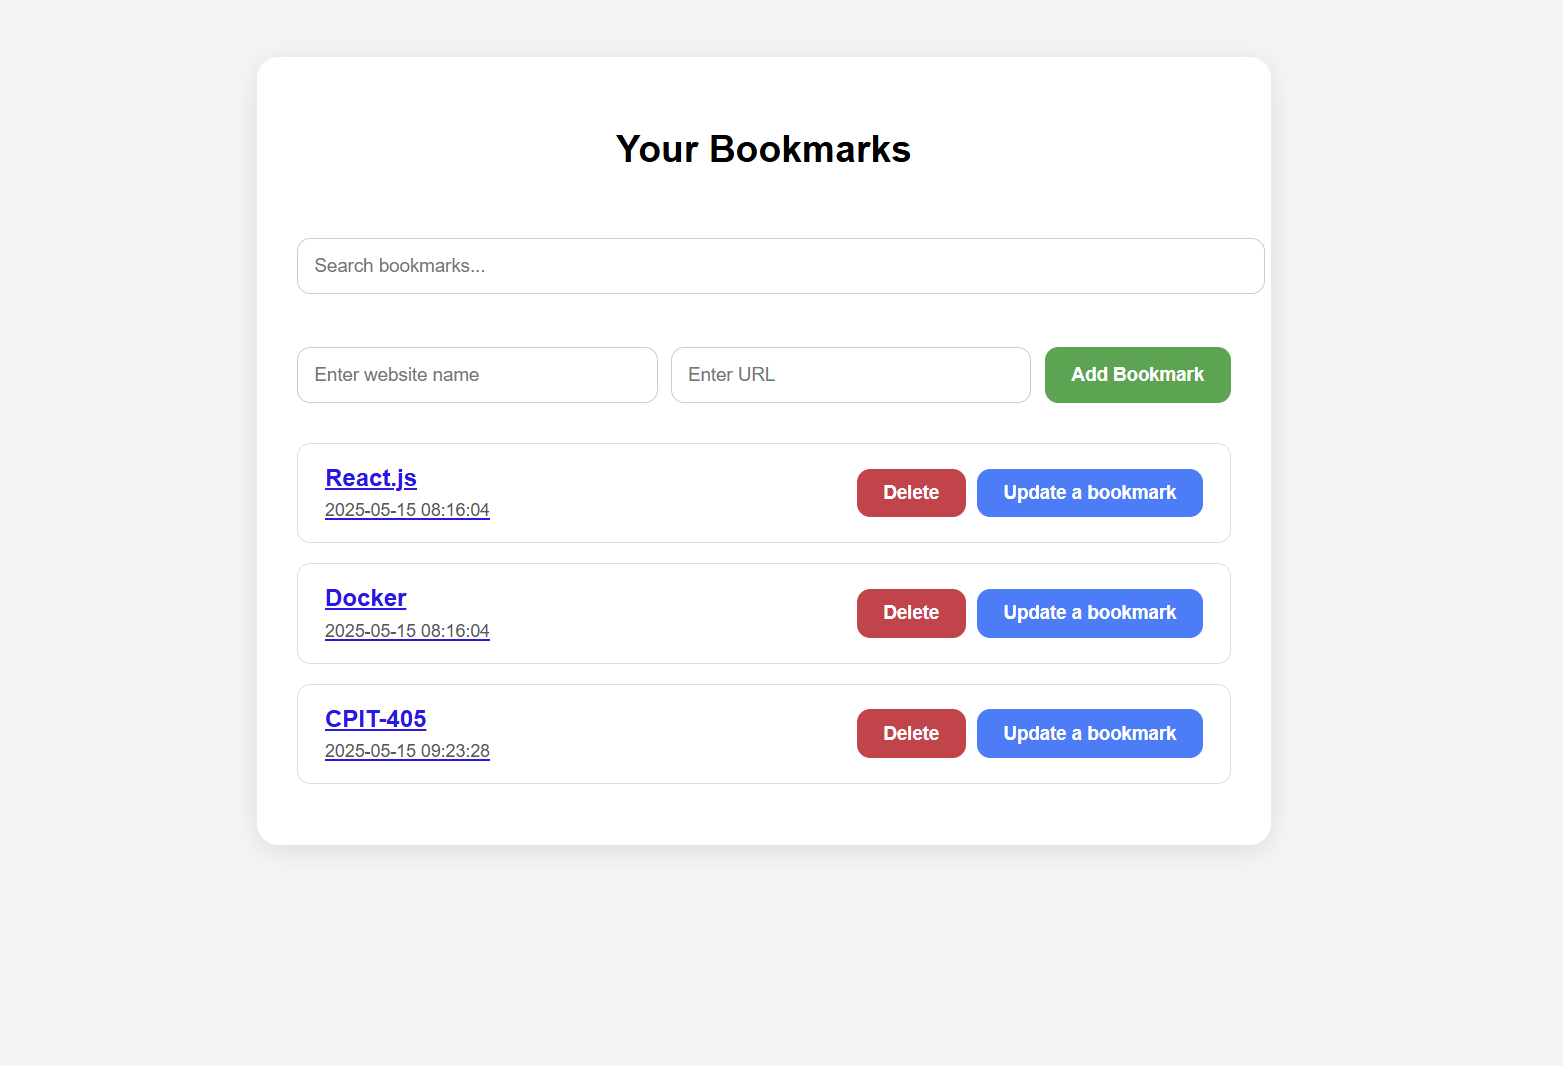 Your Bookmarks
Search bookmarks...
Enter website name
Enter URL
Add Bookmark
React.js
2025-05-15 08:16:04
Delete
Update a bookmark
Docker
2025-05-15 08:16:04
Delete
Update a bookmark
CPIT-405
2025-05-15 09:23:28
Delete
Update a bookmark